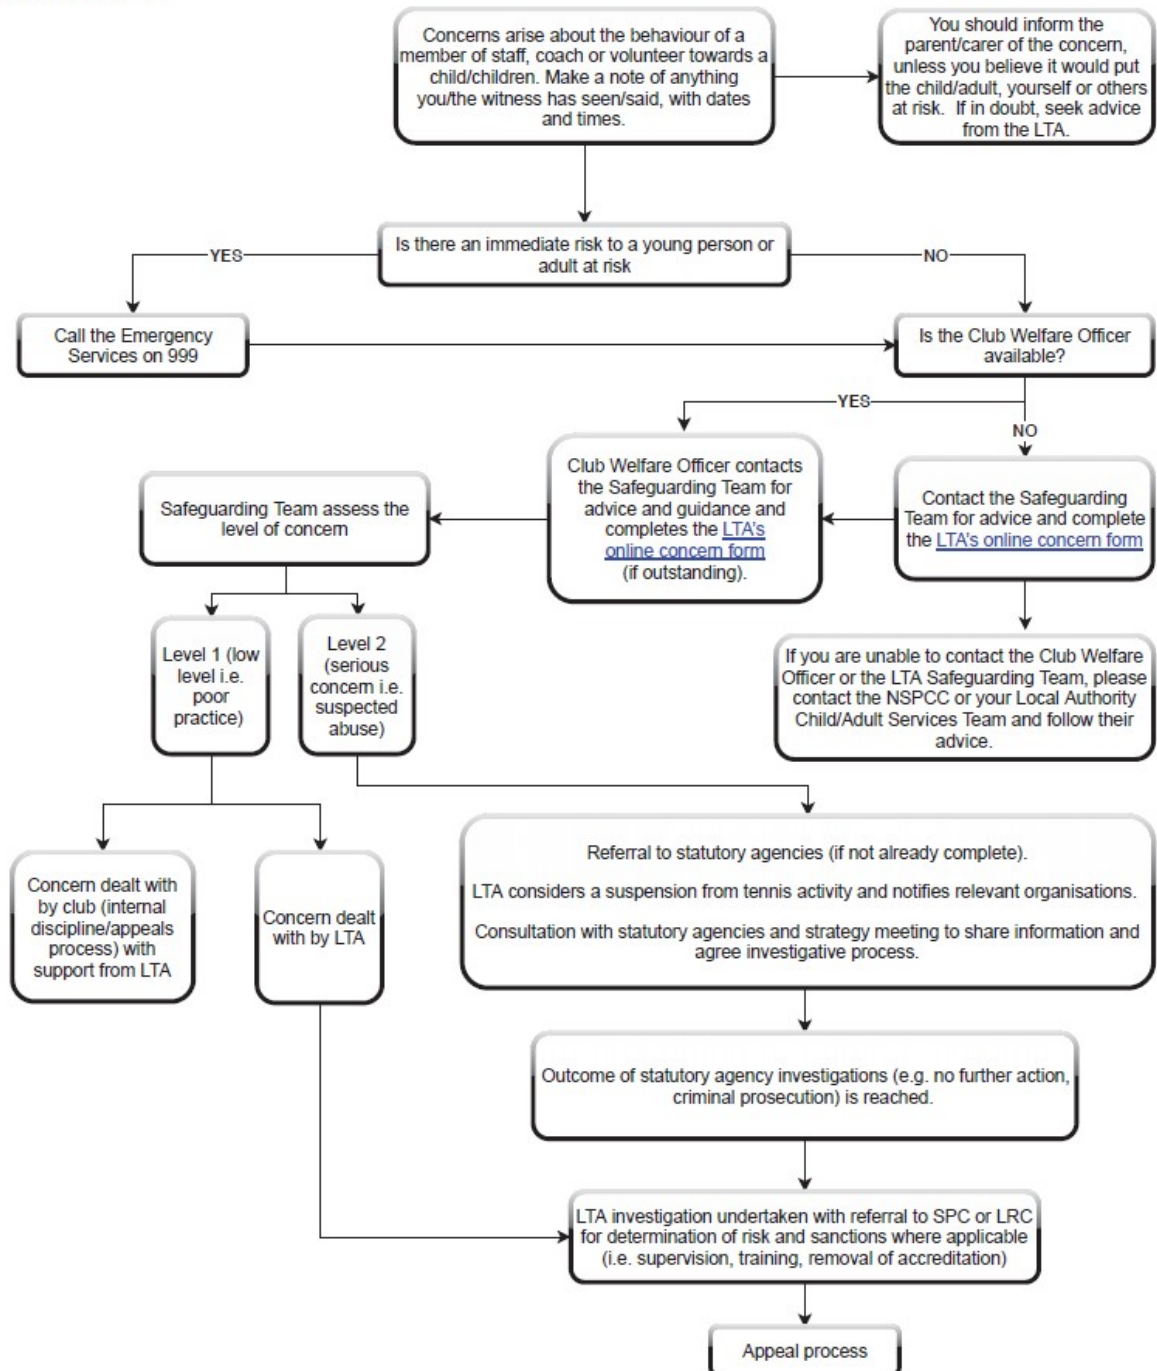 Concerns arise about the behaviour of a
member of staff, coach or volunteer towards a
child/children. Make a note of anything
you/the witness has seen/said, with dates
and times.
You should inform the
parent/carer of the concern,
unless you believe it would put
the child/adult, yourself or others
at risk. If in doubt, seek advice
from the LTA.
Is there an immediate risk to a young person or
adult at risk
YES
NO
Call the Emergency
Services on 999
Is the Club Welfare Officer
available?
YES
NO
Club Welfare Officer contacts
the Safeguarding Team for
advice and guidance and
completes the LTA's
online concern form
(if outstanding).
Contact the Safeguarding
Team for advice and complete
the LTA's online concern form
Safeguarding Team assess the
level of concern
Level 1 (low
level i.e.
poor
practice)
Level 2
(serious
concern i.e.
suspected
abuse)
If you are unable to contact the Club Welfare
Officer or the LTA Safeguarding Team, please
contact the NSPCC or your Local Authority
Child/Adult Services Team and follow their
advice.
Concern dealt with
by club (internal
discipline/appeals
process) with
support from LTA
Concern dealt
with by LTA
Referral to statutory agencies (if not already complete).
LTA considers a suspension from tennis activity and notifies relevant organisations.
Consultation with statutory agencies and strategy meeting to share information and
agree investigative process.
Outcome of statutory agency investigations (e.g. no further action,
criminal prosecution) is reached.
LTA investigation undertaken with referral to SPC or LRC
for determination of risk and sanctions where applicable
(i.e. supervision, training, removal of accreditation)
Appeal process